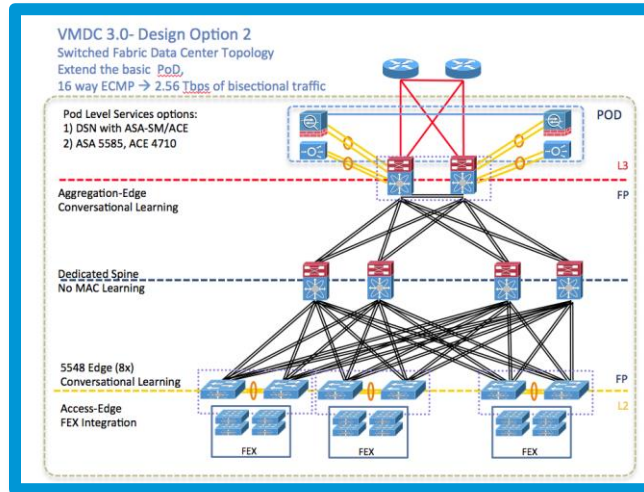 VMDC 3.0- Design Option 2
Switched Fabric Data Center Topology
Extend the basic PoD,
16 way ECMP → 2.56 Tbps of bisectional traffic
Pod Level Services options:
1) DSN with ASA-SM/ACE
2) ASA 5585, ACE 4710
POD
L3
Aggregation-Edge
Conversational Learning
FP
Dedicated Spine
No MAC Learning
5548 Edge (8x)
Conversational Learning
FP
L2
Access-Edge
FEX Integration
FEX
FEX
FEX